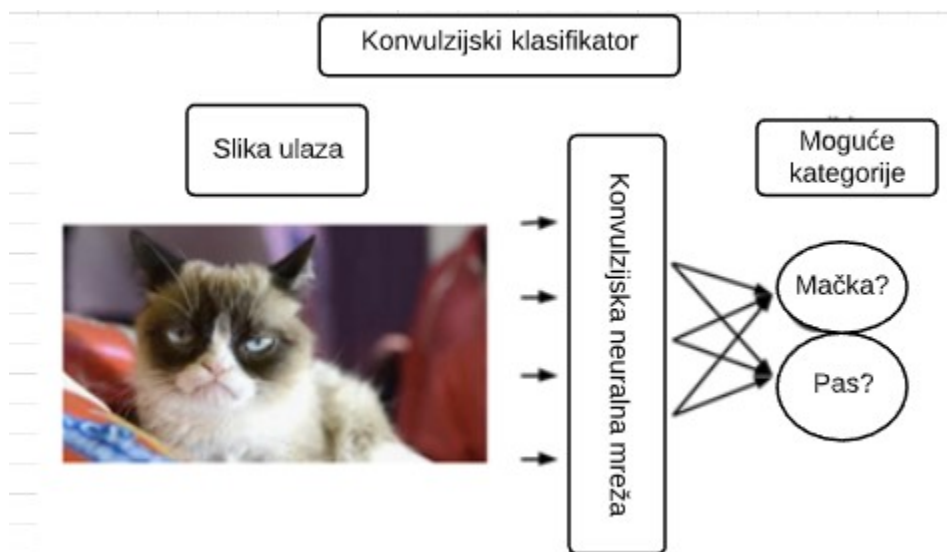 Konvulzijski klasifikator
Slika ulaza
Moguće
kategorije
Konvulzijska neuralna mreža
Mačka?
Pas?